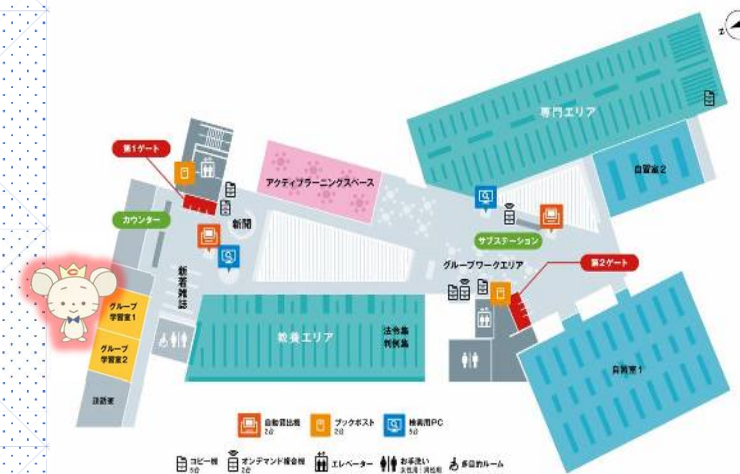 z
専門エリア
第1ゲート
自習室2
アクティブラーニングスペース
カウンター
新聞
サブステーション
グループワークエリア
第2ゲート
新着雑誌
グループ
学習室1
教養エリア
法令集
判例集
グループ
学習室2
自習室1
自動貸出機
2台
ブックポスト
2台
検索用PC
コピー機
オンデマンド複合機
エレベーター
お手洗い
多目的ルーム